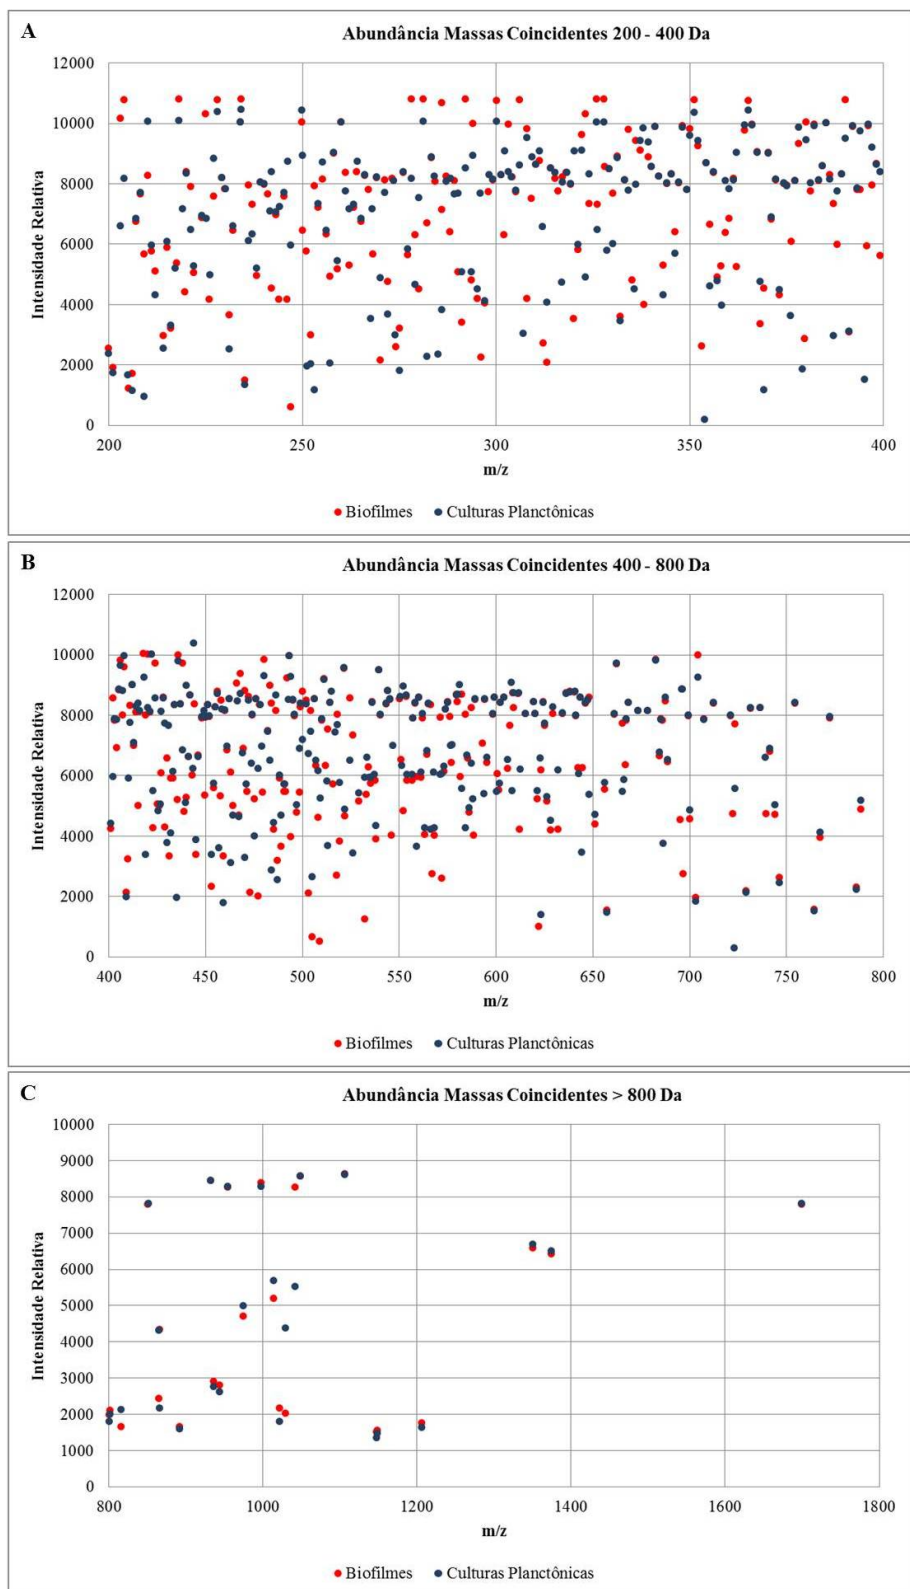 A
Abundância Massas Coincidentes 200 - 400 Da
Intensidade Relativa
12000
10000
8000
6000
4000
2000
0
200 250 300 350 400
m/z
Biofilmes Culturas Planctônicas
B
Abundância Massas Coincidentes 400 - 800 Da
Intensidade Relativa
12000
10000
8000
6000
4000
2000
0
400 450 500 550 600 650 700 750 800
m/z
Biofilmes Culturas Planctônicas
C
Abundância Massas Coincidentes > 800 Da
Intensidade Relativa
10000
9000
8000
7000
6000
5000
4000
3000
2000
1000
0
800 1000 1200 1400 1600 1800
m/z
Biofilmes Culturas Planctônicas